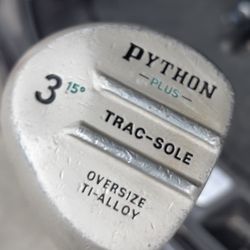 PYTHON
-PLUS-
3 15°
TRAC-SOLE
OVERSIZE
TI-ALLOY